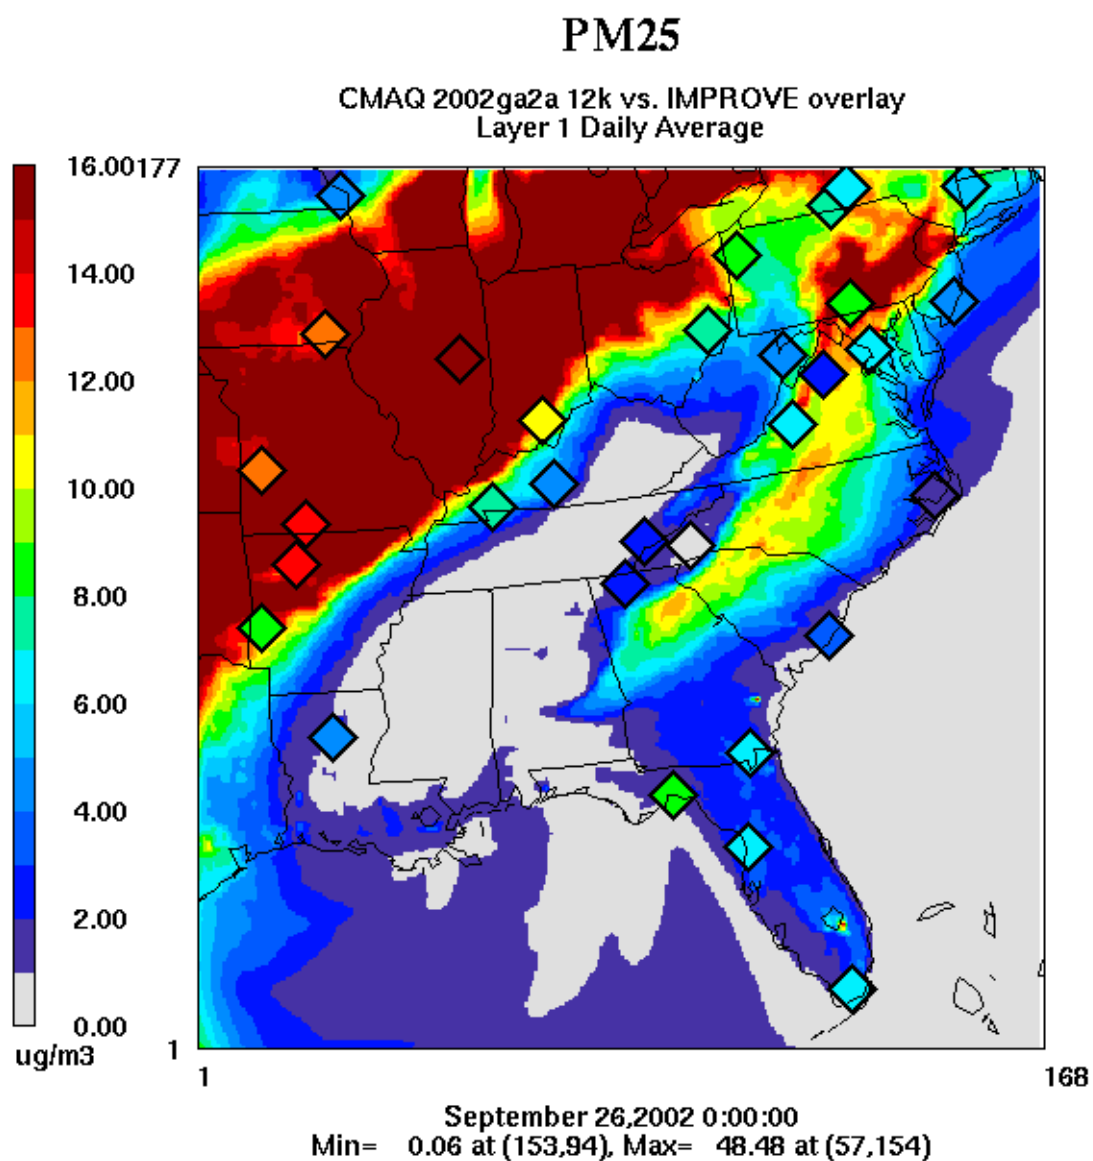 PM25
CMAQ 2002ga2a 12k vs. IMPROVE overlay
Layer 1 Daily Average
16.00
14.00
12.00
10.00
8.00
6.00
4.00
2.00
0.00
ug/m3
177
1
1
168
September 26,2002 0:00:00
Min= 0.06 at (153,94), Max= 48.48 at (57,154)